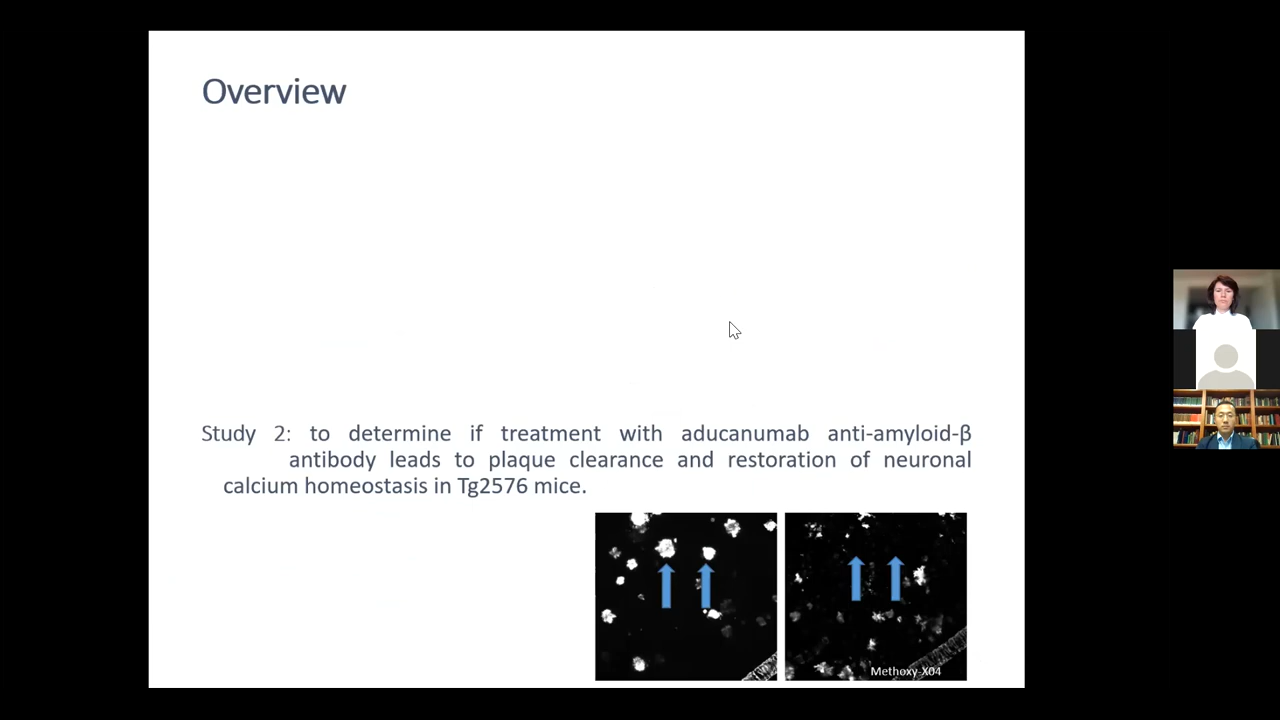 Overview
Study 2: to determine if treatment with aducanumab anti-amyloid-β
antibody leads to plaque clearance and restoration of neuronal
calcium homeostasis in Tg2576 mice.
Methoxy-X04